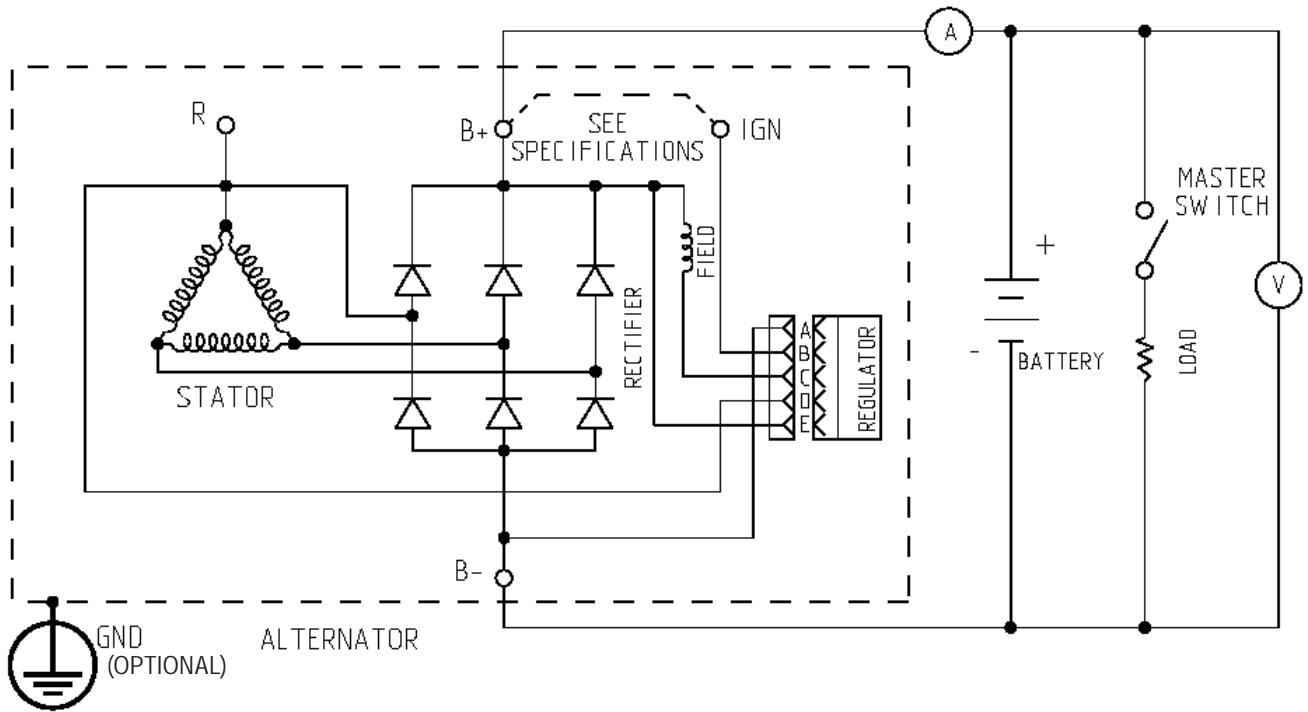 A
R
B+
SEE
SPECIFICATIONS
IGN
MASTER
SWITCH
FIELD
+
V
RECTIFIER
A
B
C
D
E
REGULATOR
-
BATTERY
LOAD
STATOR
B-
GND
(OPTIONAL)
ALTERNATOR